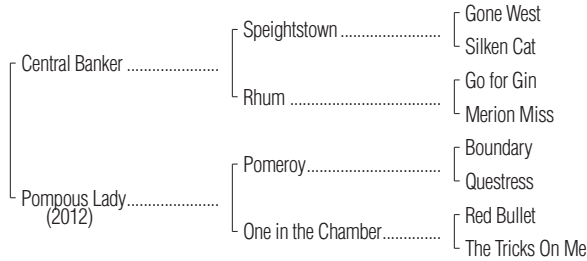 Gone West
Speightstown
Silken Cat
Central Banker
Go for Gin
Rhum
Merion Miss
Boundary
Pomeroy
Questress
Pompous Lady
(2012)
Red Bullet
One in the Chamber
The Tricks On Me